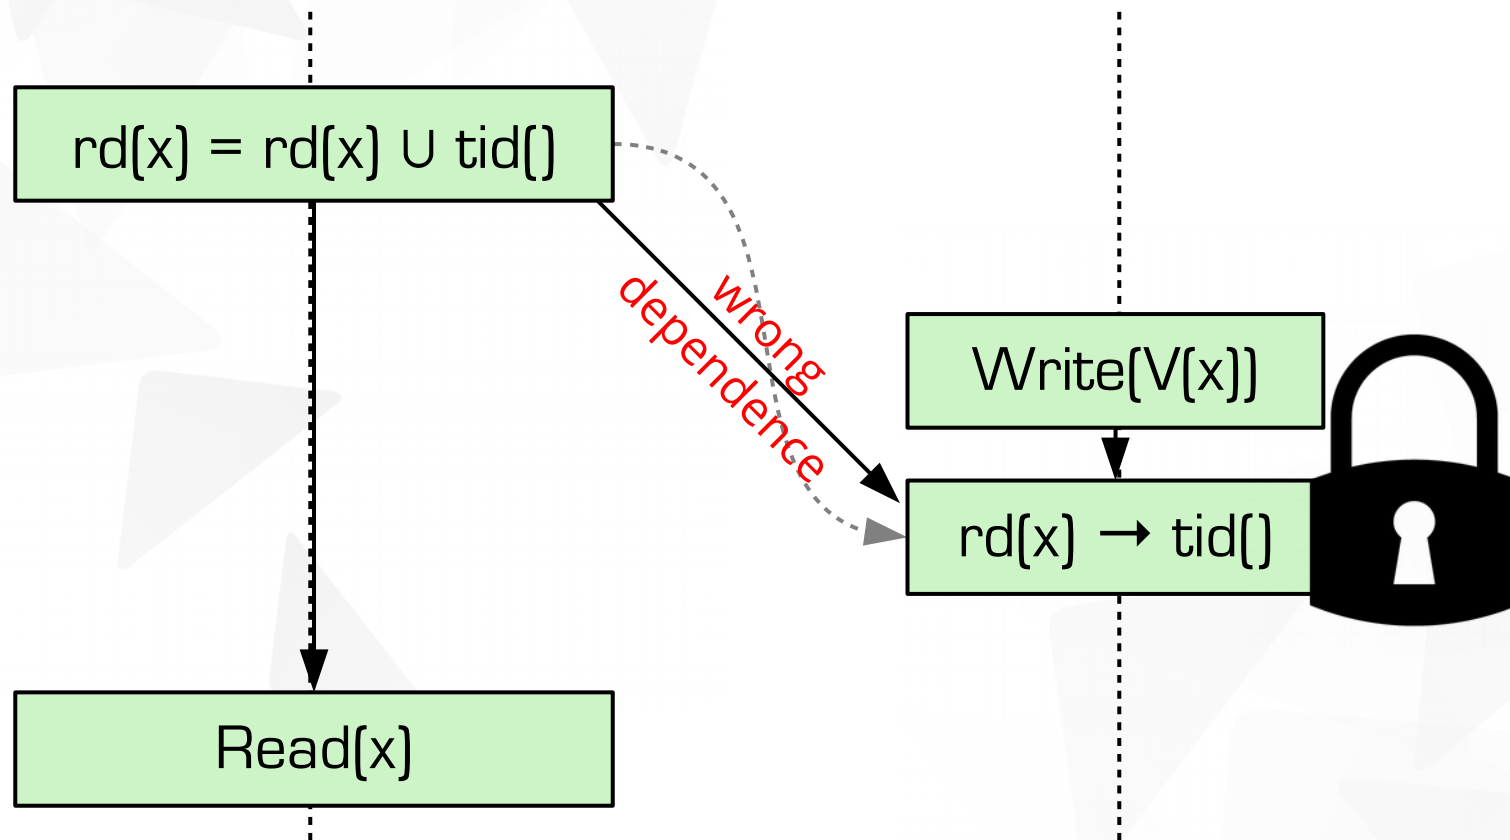 rd(x) = rd(x) U tid()
wrong
dependence
Write(V(x))
rd(x) → tid()
Read(x)